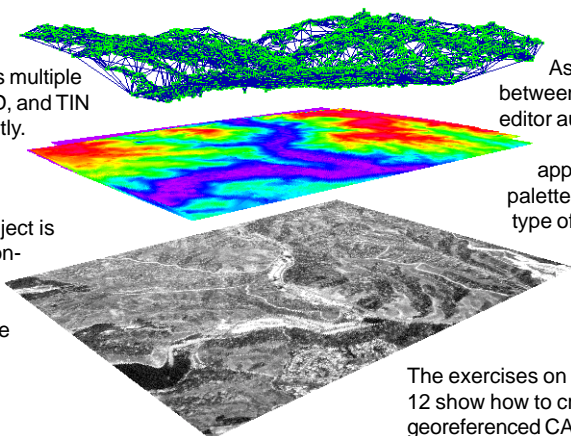 s multiple
, and TIN
tly.
ject is
on-
e
As
between
editor au
app
palette
type of
The exercises on
12 show how to cr
georeferenced CA